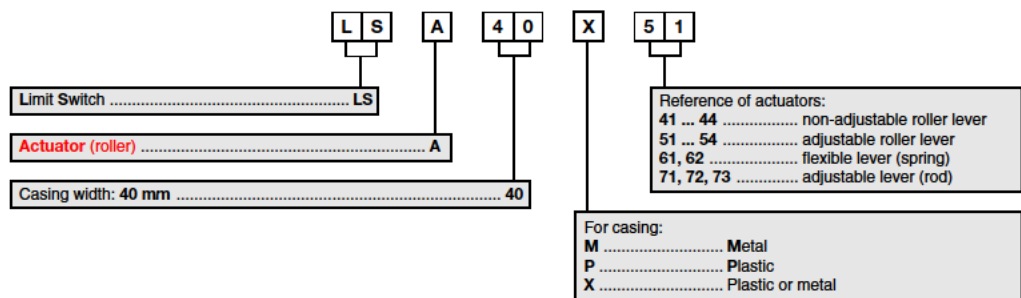 L S A 4 0 X 5 1
Limit Switch ...................................................... LS
Actuator (roller) ................................................................ A
Casing width: 40 mm ......................................................................... 40
Reference of actuators:
41 ... 44 ................. non-adjustable roller lever
51 ... 54 ................. adjustable roller lever
61, 62 .................... flexible lever (spring)
71, 72, 73 .............. adjustable lever (rod)
For casing:
M ........................... Metal
P ............................ Plastic
X ............................ Plastic or metal